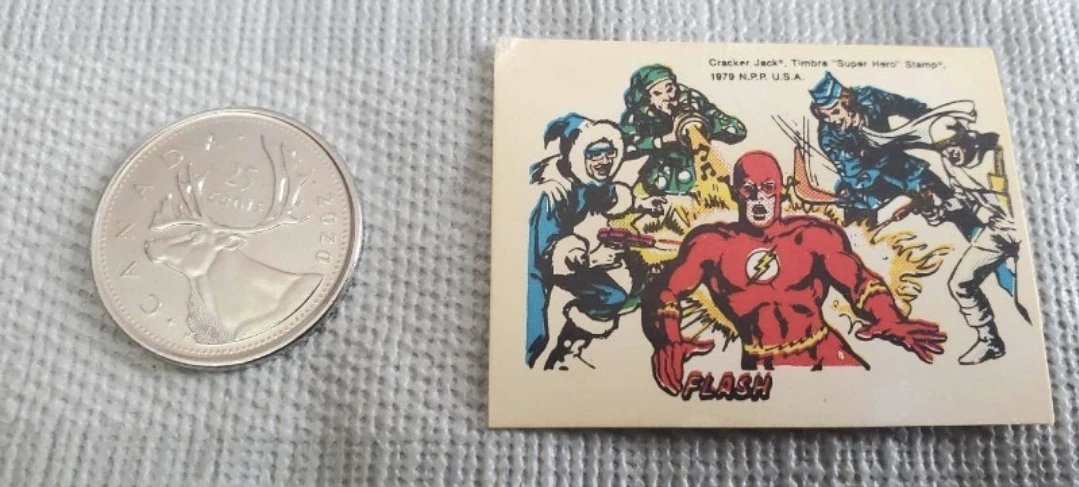 CANADA
25
cents
2020
Cracker Jack®, Timbre "Super Hero" Stamp®,
1979 N.P.P. U.S.A.
FLASH